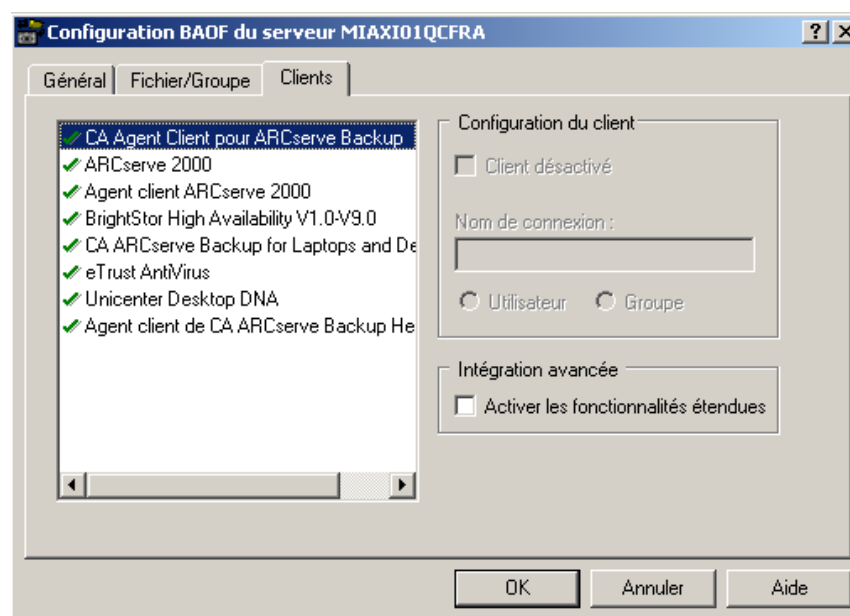 Configuration BAOF du serveur MIAXI01QCFRA
Général Fichier/Groupe Clients
CA Agent Client pour ARCserve Backup
ARCserve 2000
Agent client ARCserve 2000
BrightStor High Availability V1.0-V9.0
CA ARCserve Backup for Laptops and De
eTrust AntiVirus
Unicenter Desktop DNA
Agent client de CA ARCserve Backup He
Configuration du client
Client désactivé
Nom de connexion :
Utilisateur Groupe
Intégration avancée
Activer les fonctionnalités étendues
OK Annuler Aide